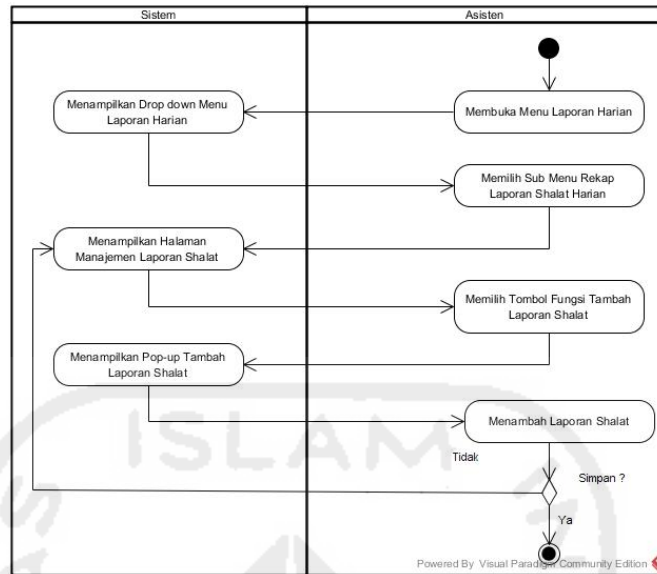 Sistem
Asisten
Membuka Menu Laporan Harian
Menampilkan Drop down Menu
Laporan Harian
Memilih Sub Menu Rekap
Laporan Shalat Harian
Menampilkan Halaman
Manajemen Laporan Shalat
Memilih Tombol Fungsi Tambah
Laporan Shalat
Menampilkan Pop-up Tambah
Laporan Shalat
Menambah Laporan Shalat
Tidak
Simpan ?
Ya
ISLAM
Powered By Visual Paradigm Community Edition